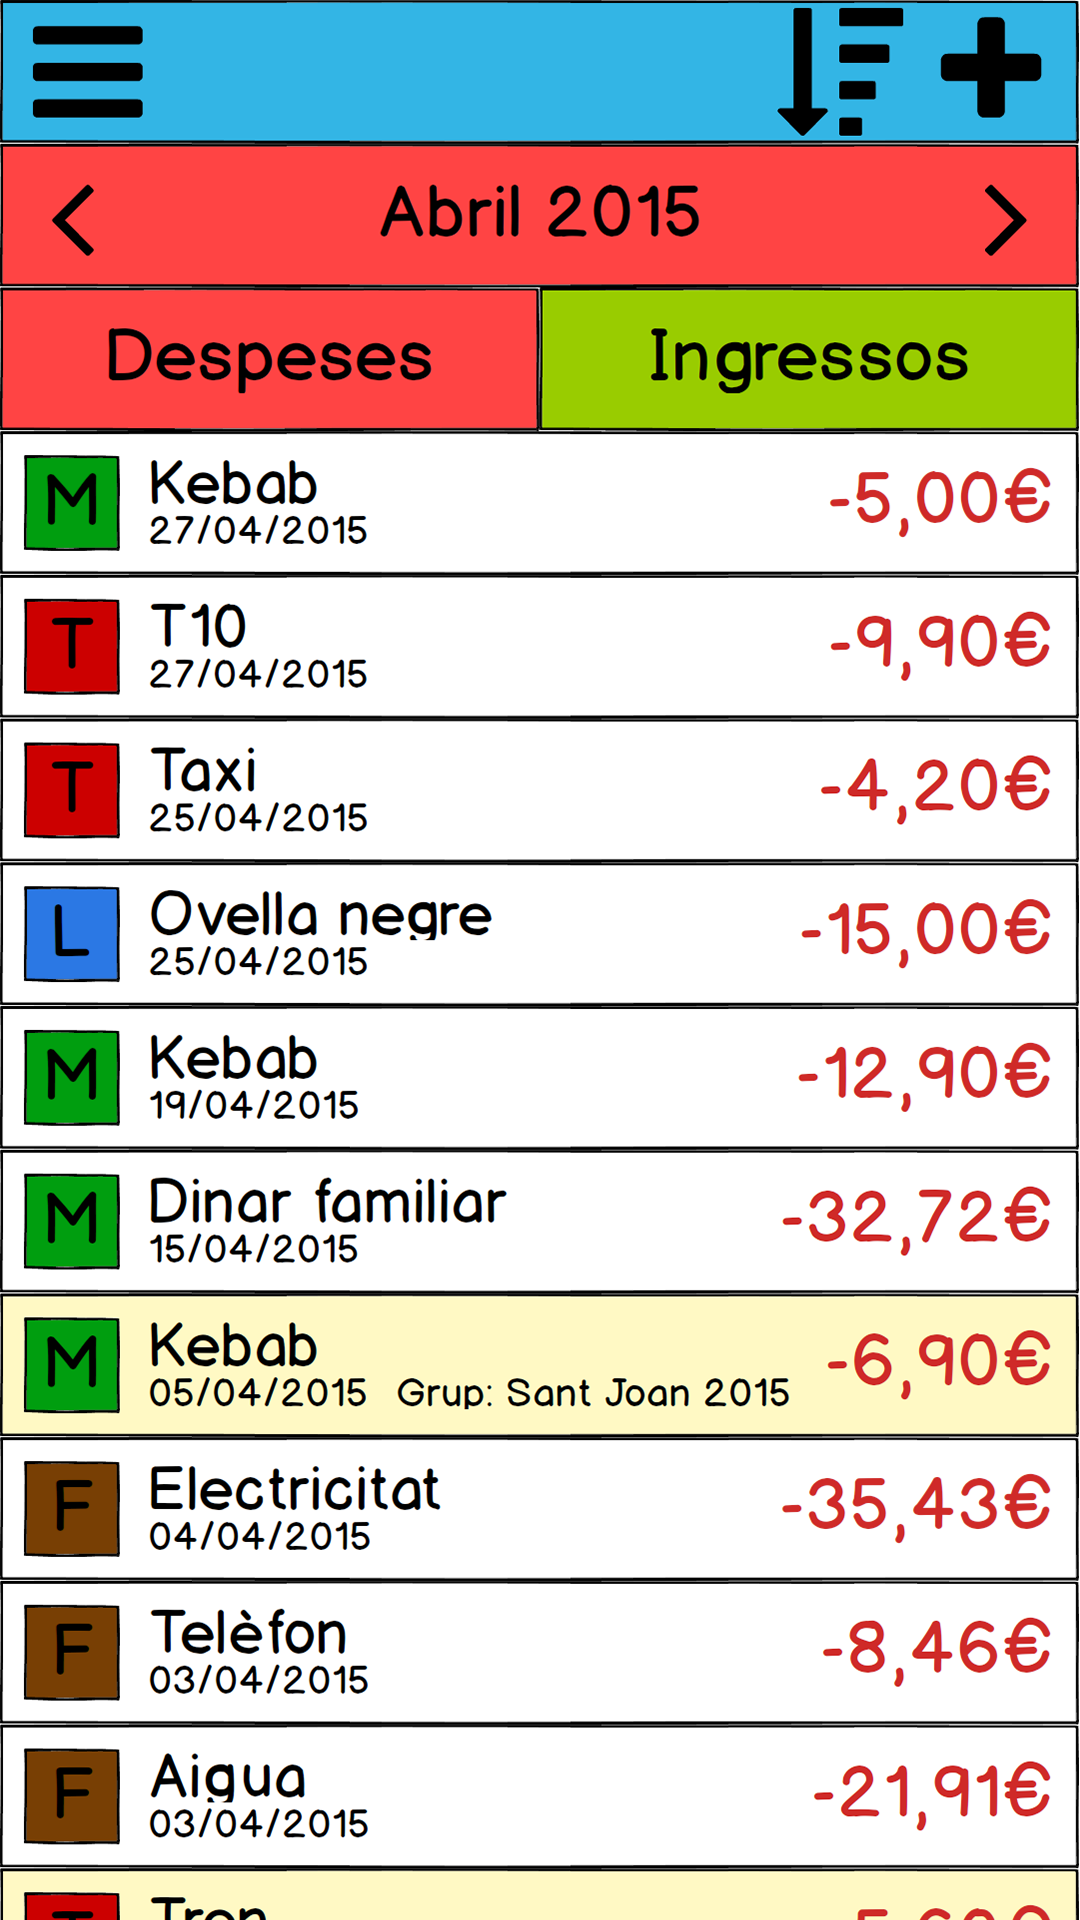 Abril 2015
Despeses Ingressos
M Kebab -5,00€
27/04/2015
T T10 -9,90€
27/04/2015
T Taxi -4,20€
25/04/2015
L Ovella negre -15,00€
25/04/2015
M Kebab -12,90€
19/04/2015
M Dinar familiar -32,72€
15/04/2015
M Kebab -6,90€
05/04/2015 Grup: Sant Joan 2015
F Electricitat -35,43€
04/04/2015
F Telèfon -8,46€
03/04/2015
F Aigua -21,91€
03/04/2015
T